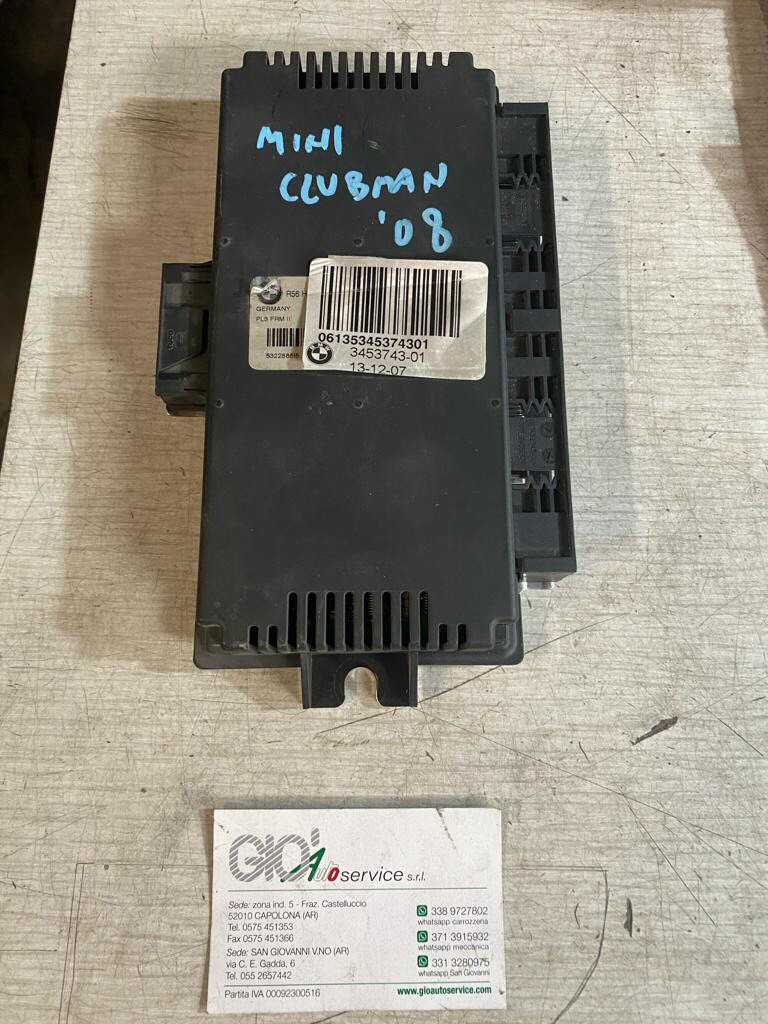 MINI
CLUBMAN
'08
R56 H
GERMANY
PL3 FRM II
06135345374301
3453743-01
13-12-07
GIO'Autoservice s.r.l.
Sede: zona ind. 5 - Fraz. Castelluccio
52010 CAPOLONA (AR)
Tel. 0575 451353
Fax 0575 451366
Sede: SAN GIOVANNI V.NO (AR)
via C. E. Gadda, 6
Tel. 055 2657442
Partita IVA 00092300516
338 9727802
whatsapp carrozzeria
371 3915932
whatsapp meccanica
331 3280975
whatsapp San Giovanni
www.gioautoservice.com